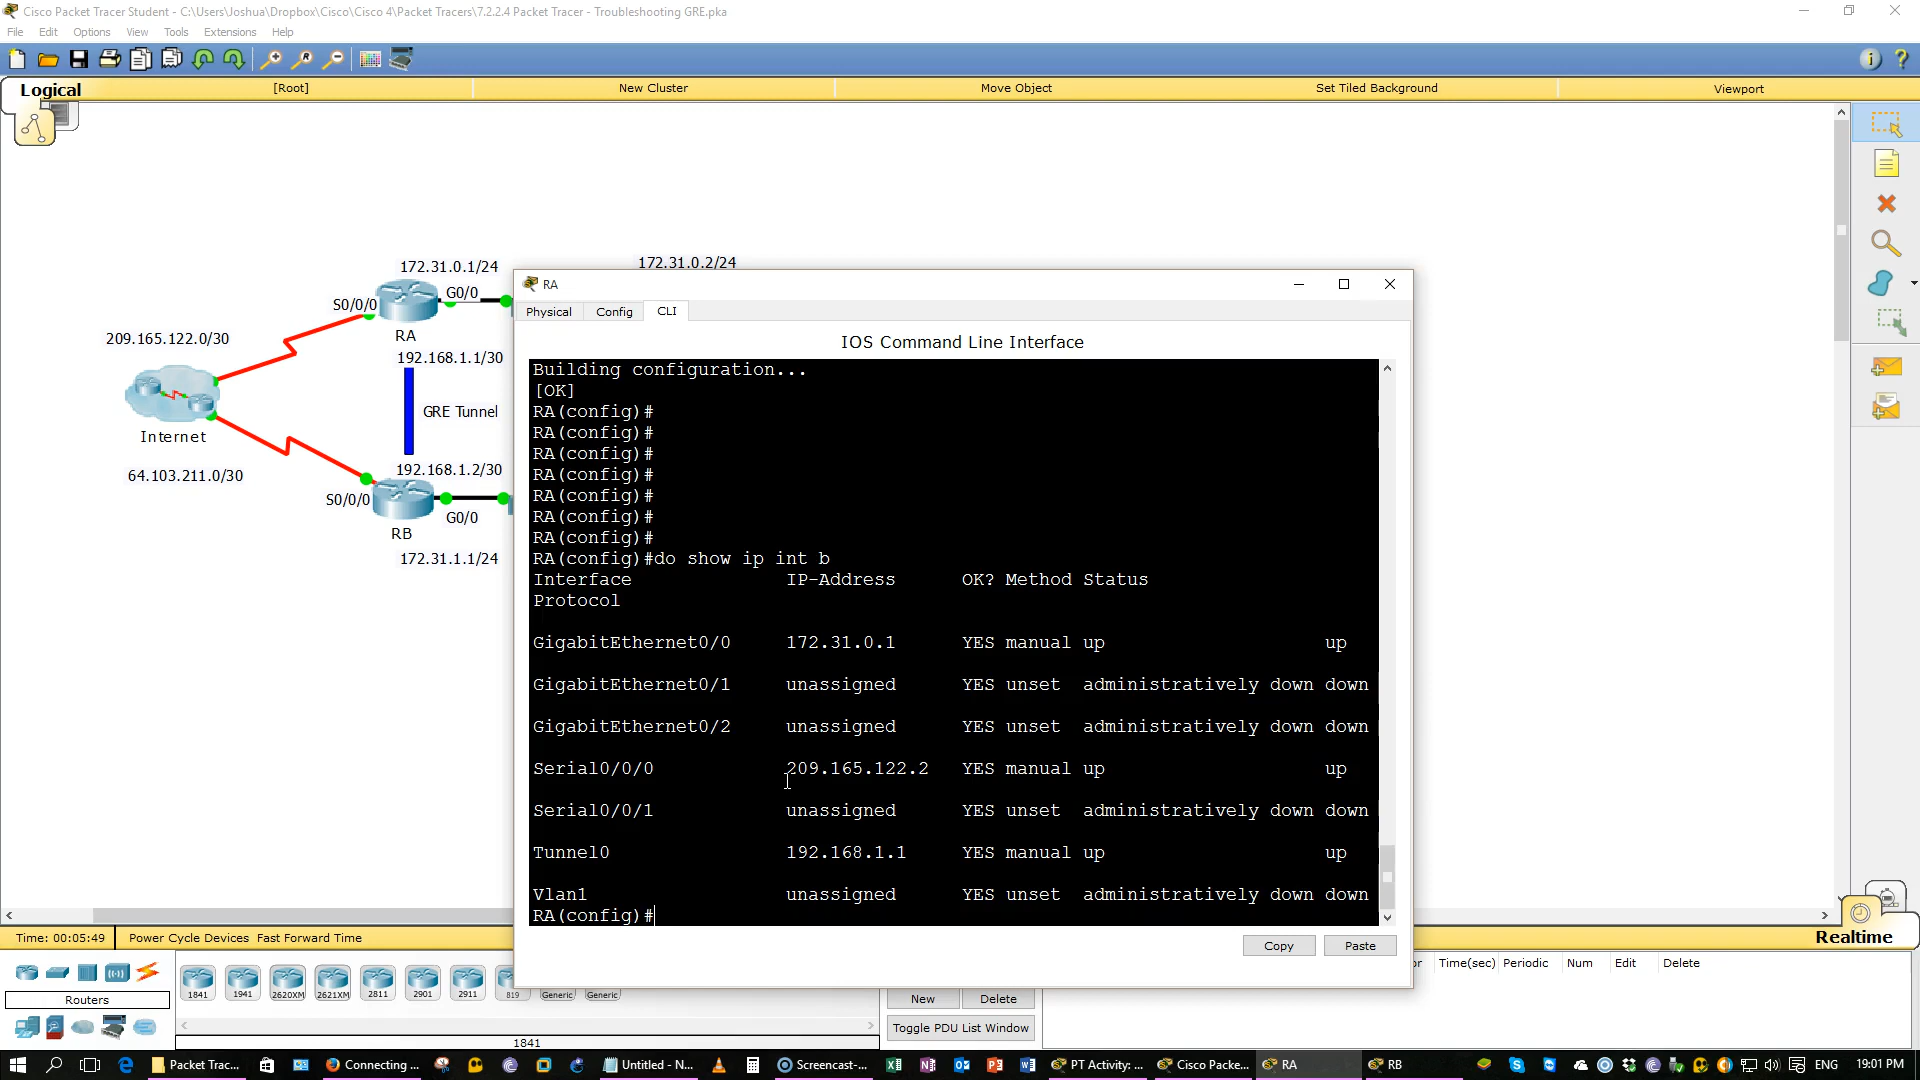 Cisco Packet Tracer Student - C:\Users\Joshua\Dropbox\Cisco\Cisco 4\Packet Tracers\7.2.2.4 Packet Tracer - Troubleshooting GRE.pka
File Edit Options View Tools Extensions Help
Logical [Root] New Cluster Move Object Set Tiled Background Viewport
172.31.0.1/24
172.31.0.2/24
S0/0/0
G0/0
RA
209.165.122.0/30
192.168.1.1/30
GRE Tunnel
Internet
64.103.211.0/30
192.168.1.2/30
S0/0/0
G0/0
RB
172.31.1.1/24
RA
Physical Config CLI
IOS Command Line Interface
Building configuration...
[OK]
RA(config)#
RA(config)#
RA(config)#
RA(config)#
RA(config)#
RA(config)#
RA(config)#
RA(config)#do show ip int b
Interface IP-Address OK? Method Status
Protocol
GigabitEthernet0/0 172.31.0.1 YES manual up up
GigabitEthernet0/1 unassigned YES unset administratively down down
GigabitEthernet0/2 unassigned YES unset administratively down down
Serial0/0/0 209.165.122.2 YES manual up up
Serial0/0/1 unassigned YES unset administratively down down
Tunnel0 192.168.1.1 YES manual up up
Vlan1 unassigned YES unset administratively down down
RA(config)#
Copy Paste
Time: 00:05:49 Power Cycle Devices Fast Forward Time
Realtime
Routers
1841 1941 2620XM 2621XM 2811 2901 2911 819 Generic Generic
1841
New Delete
Toggle PDU List Window
or Time(sec) Periodic Num Edit Delete
Packet Trac... Connecting ... Untitled - N... Screencast-... PT Activity: ... Cisco Packe... RA RB ENG 19:01 PM